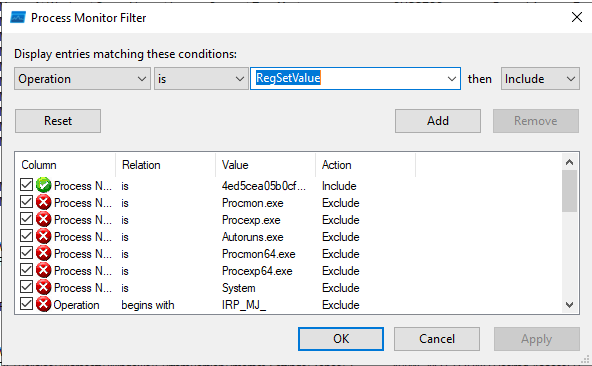 Process Monitor Filter
Display entries matching these conditions:
Operation is RegSetValue then Include
Reset Add Remove
Column Relation Value Action
Process N... is 4ed5cea05b0cf... Include
Process N... is Procmon.exe Exclude
Process N... is Procexp.exe Exclude
Process N... is Autoruns.exe Exclude
Process N... is Procmon64.exe Exclude
Process N... is Procexp64.exe Exclude
Process N... is System Exclude
Operation begins with IRP_MJ_ Exclude
OK Cancel Apply